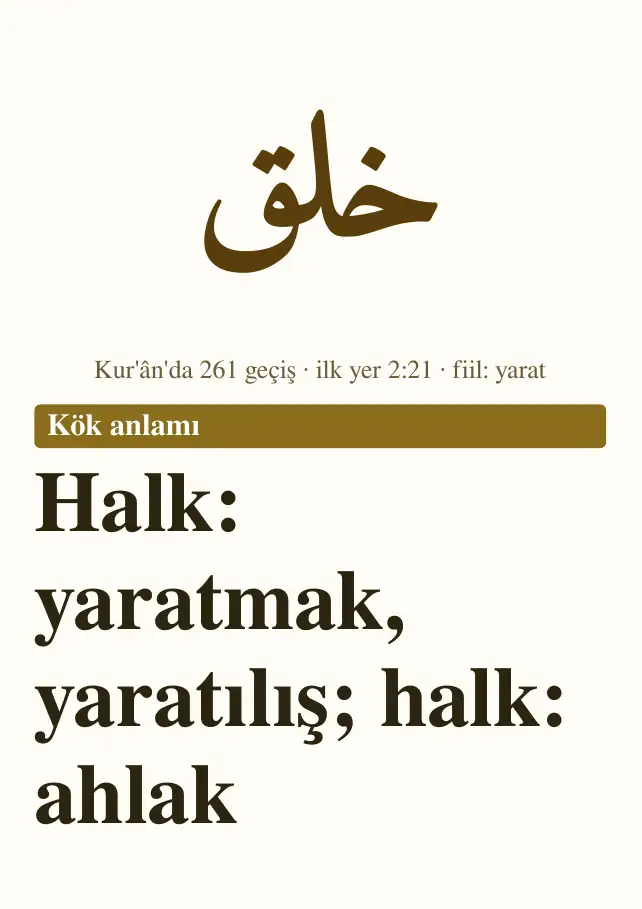 خلق
Kur'ân'da 261 geçiş · ilk yer 2:21 · fiil: yarat
Kök anlamı
Halk:
yaratmak,
yaratılış; halk:
ahlak